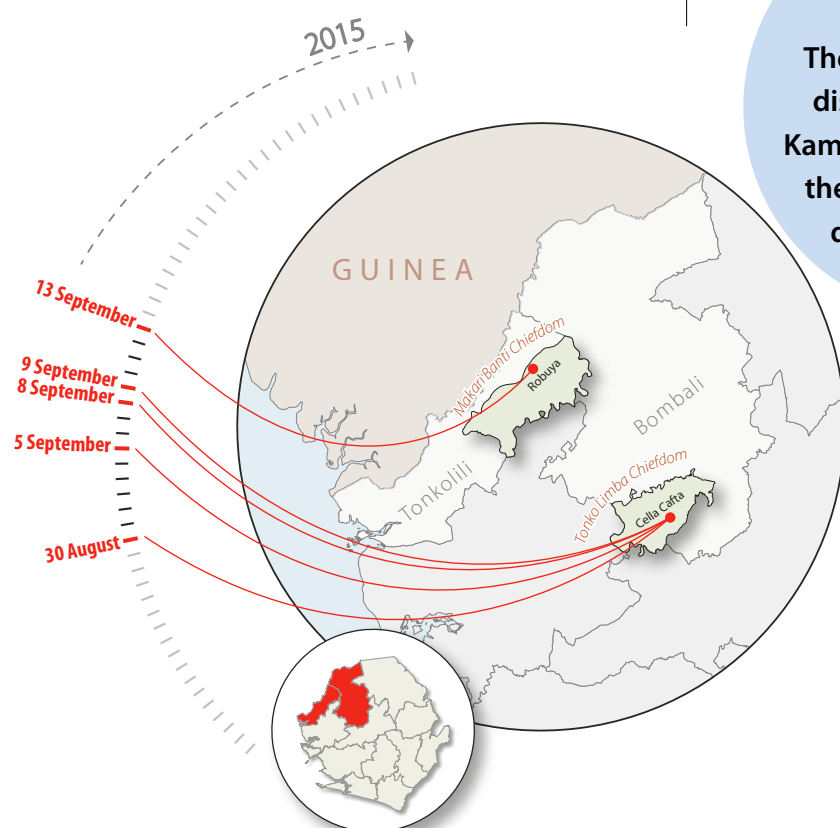 2015
The
dis
Kam
the
GUINEA
13 September
9 September
8 September
5 September
30 August
Makari Banti Chiefdom
Robuya
Bombali
Tonkolili
Tonko Limba Chiefdom
Cella Cafta